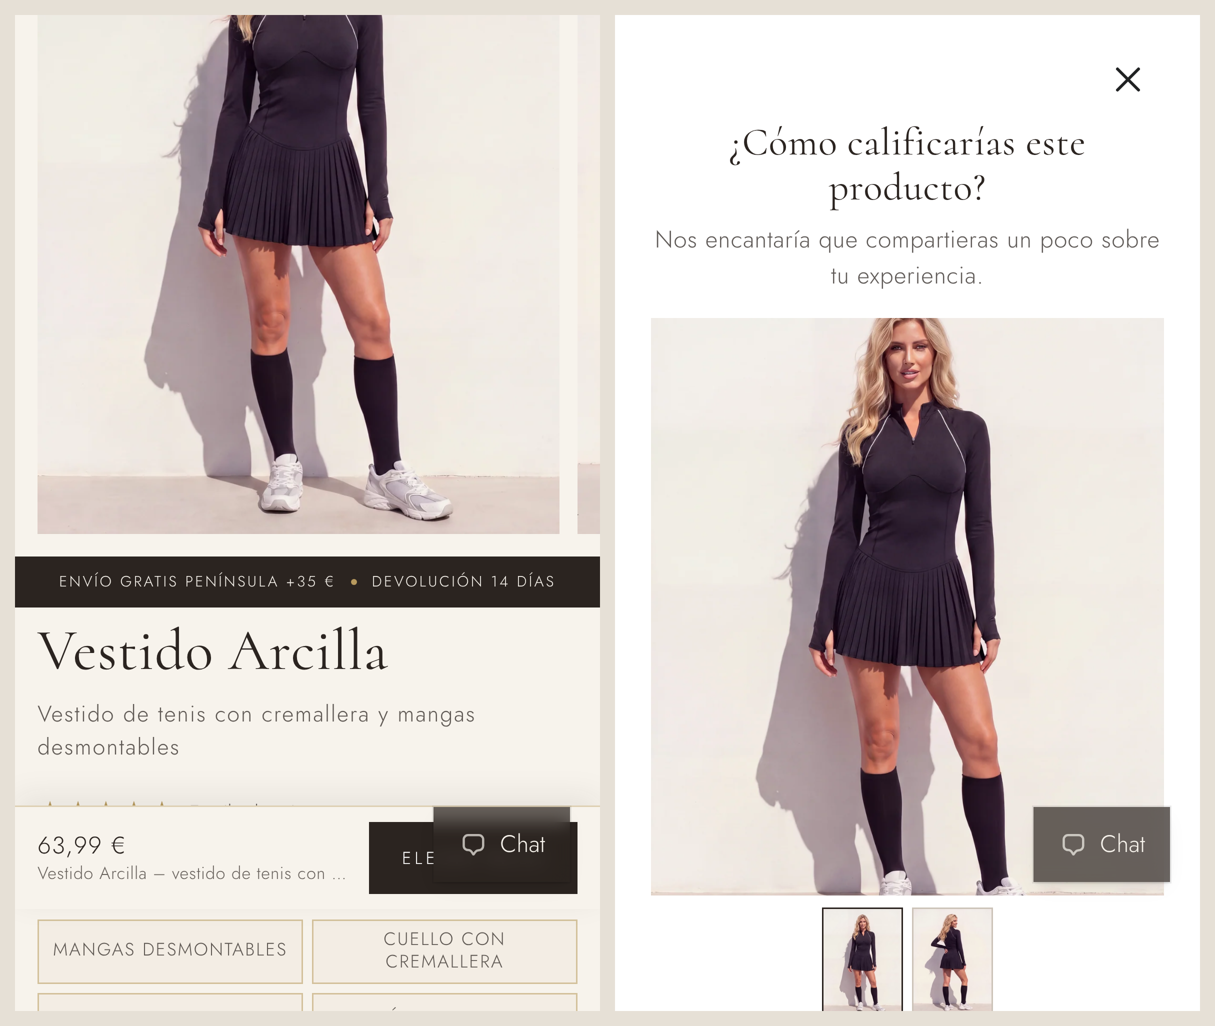 ENVÍO GRATIS PENÍNSULA +35 € • DEVOLUCIÓN 14 DÍAS
Vestido Arcilla
Vestido de tenis con cremallera y mangas
desmontables
63,99 €
Vestido Arcilla – vestido de tenis con ...
ELE
Chat
MANGAS DESMONTABLES
CUELLO CON
CREMALLERA
¿Cómo calificarías este
producto?
Nos encantaría que compartieras un poco sobre
tu experiencia.
Chat